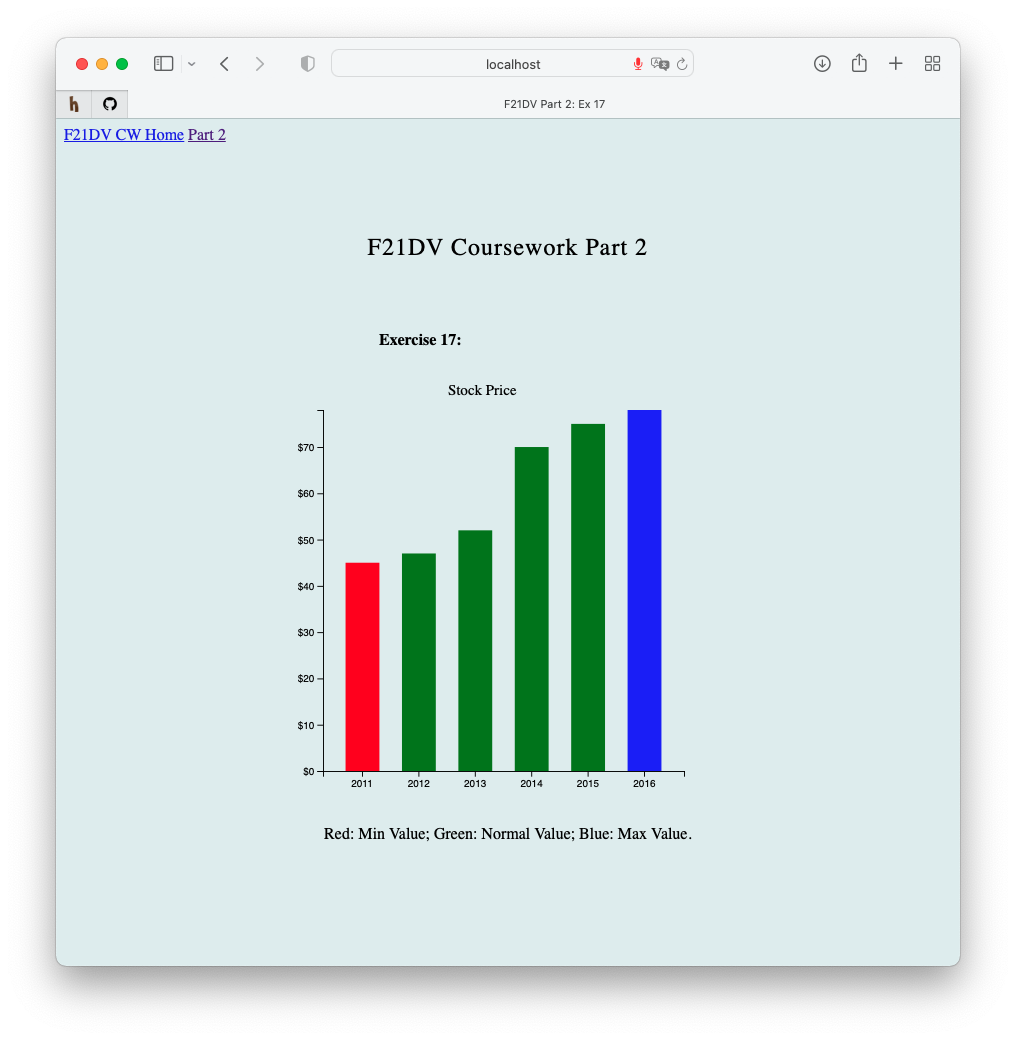 localhost
F21DV Part 2: Ex 17
F21DV CW Home Part 2
F21DV Coursework Part 2
Exercise 17:
Stock Price
$70
$60
$50
$40
$30
$20
$10
$0
2011 2012 2013 2014 2015 2016
Red: Min Value; Green: Normal Value; Blue: Max Value.